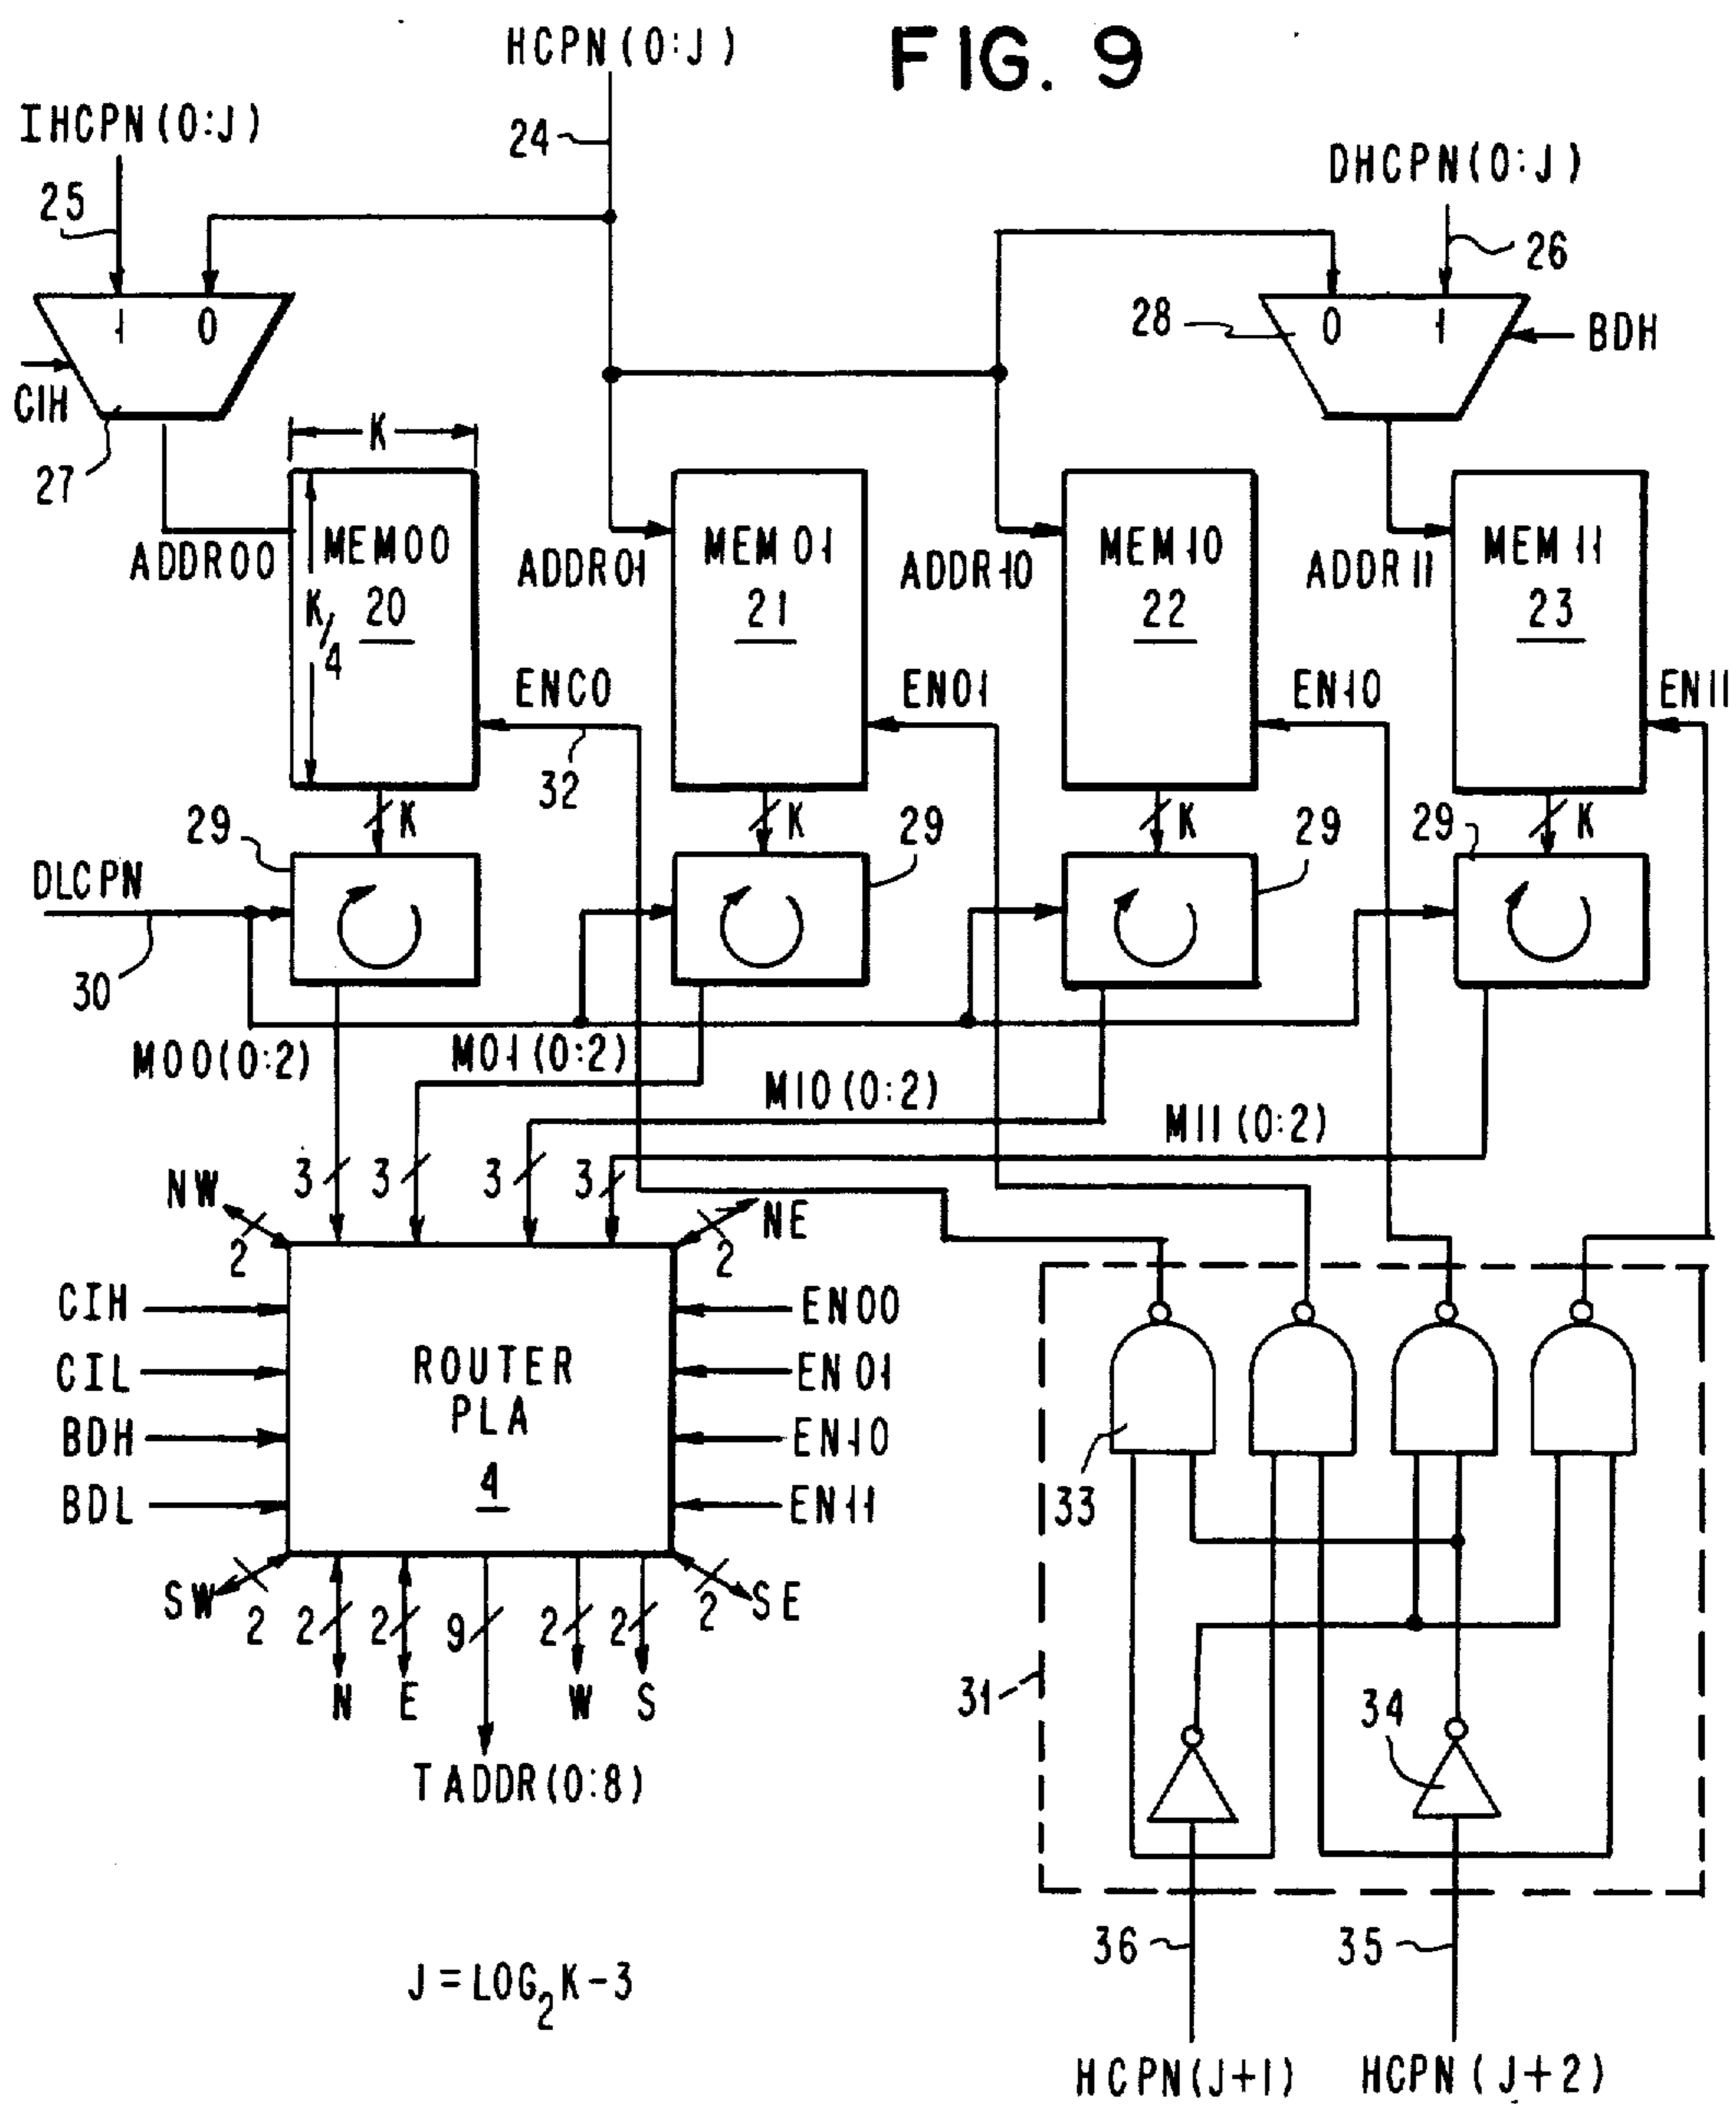 FIG. 9
HCPN(0:J)
IHCPN(0:J)
24
DHCPN(0:J)
25
26
1 0
28
0 1
BDH
CIH
27
K
ADDR00
MEM00
20
K/4
ADDR01
MEM01
21
ADDR10
MEM10
22
ADDR11
MEM11
23
ENC0
EN01
EN10
EN11
32
K
K
K
K
29
29
29
29
DLCPN
30
M00(0:2)
M01(0:2)
M10(0:2)
M11(0:2)
3
3
3
3
NW
2
NE
2
CIH
CIL
BDH
BDL
ROUTER
PLA
4
EN00
EN01
EN10
EN11
33
SW
2
2
2
9
2
2
2
SE
N
E
W
S
TADDR(0:8)
31
34
36
35
J=LOG2K-3
HCPN(J+1)
HCPN(J+2)